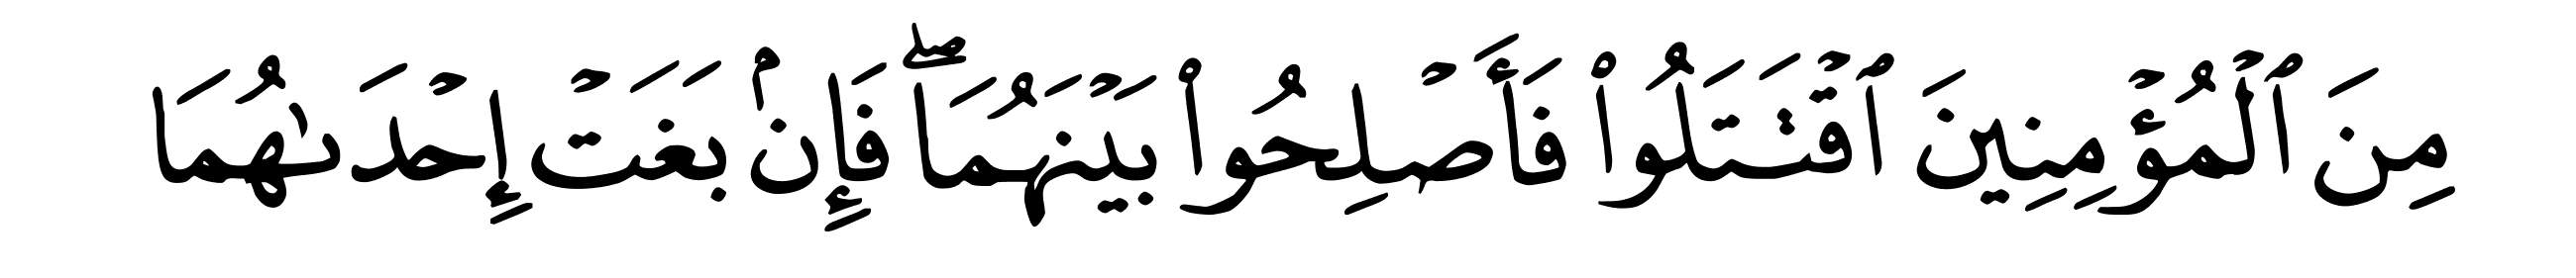 مِنَ ٱلۡمُؤۡمِنِينَ ٱقۡتَتَلُواْ فَأَصۡلِحُواْ بَيۡنَهُمَاۖ فَإِنۢ بَغَتۡ إِحۡدَىٰهُمَا